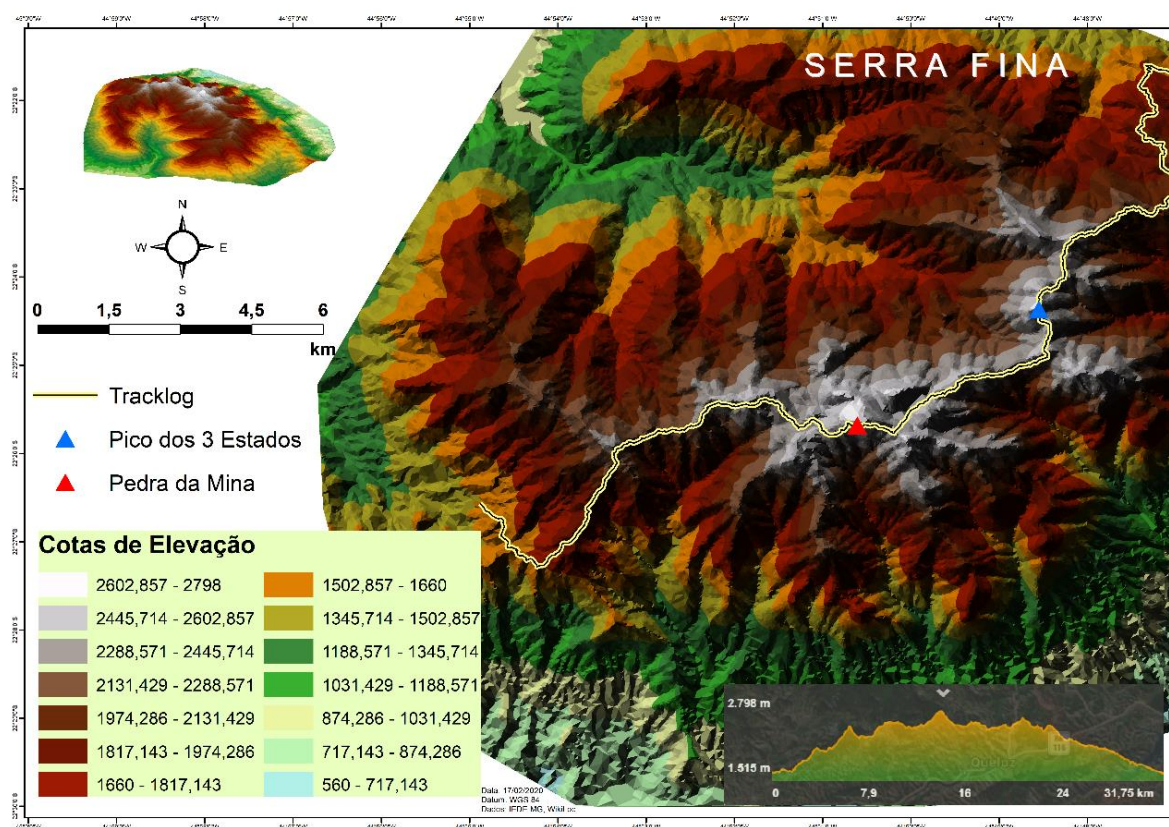 SERRA FINA
N
W
E
S
0 1,5 3 4,5 6
km
Tracklog
Pico dos 3 Estados
Pedra da Mina
Cotas de Elevação
2602,857 - 2798
2445,714 - 2602,857
2288,571 - 2445,714
2131,429 - 2288,571
1974,286 - 2131,429
1817,143 - 1974,286
1660 - 1817,143
1502,857 - 1660
1345,714 - 1502,857
1188,571 - 1345,714
1031,429 - 1188,571
874,286 - 1031,429
717,143 - 874,286
560 - 717,143
Data: 17/02/2020
Datum: WGS 84
2.798 m
1.515 m
116
Queluz
0 7,9 16 24 31,75 km